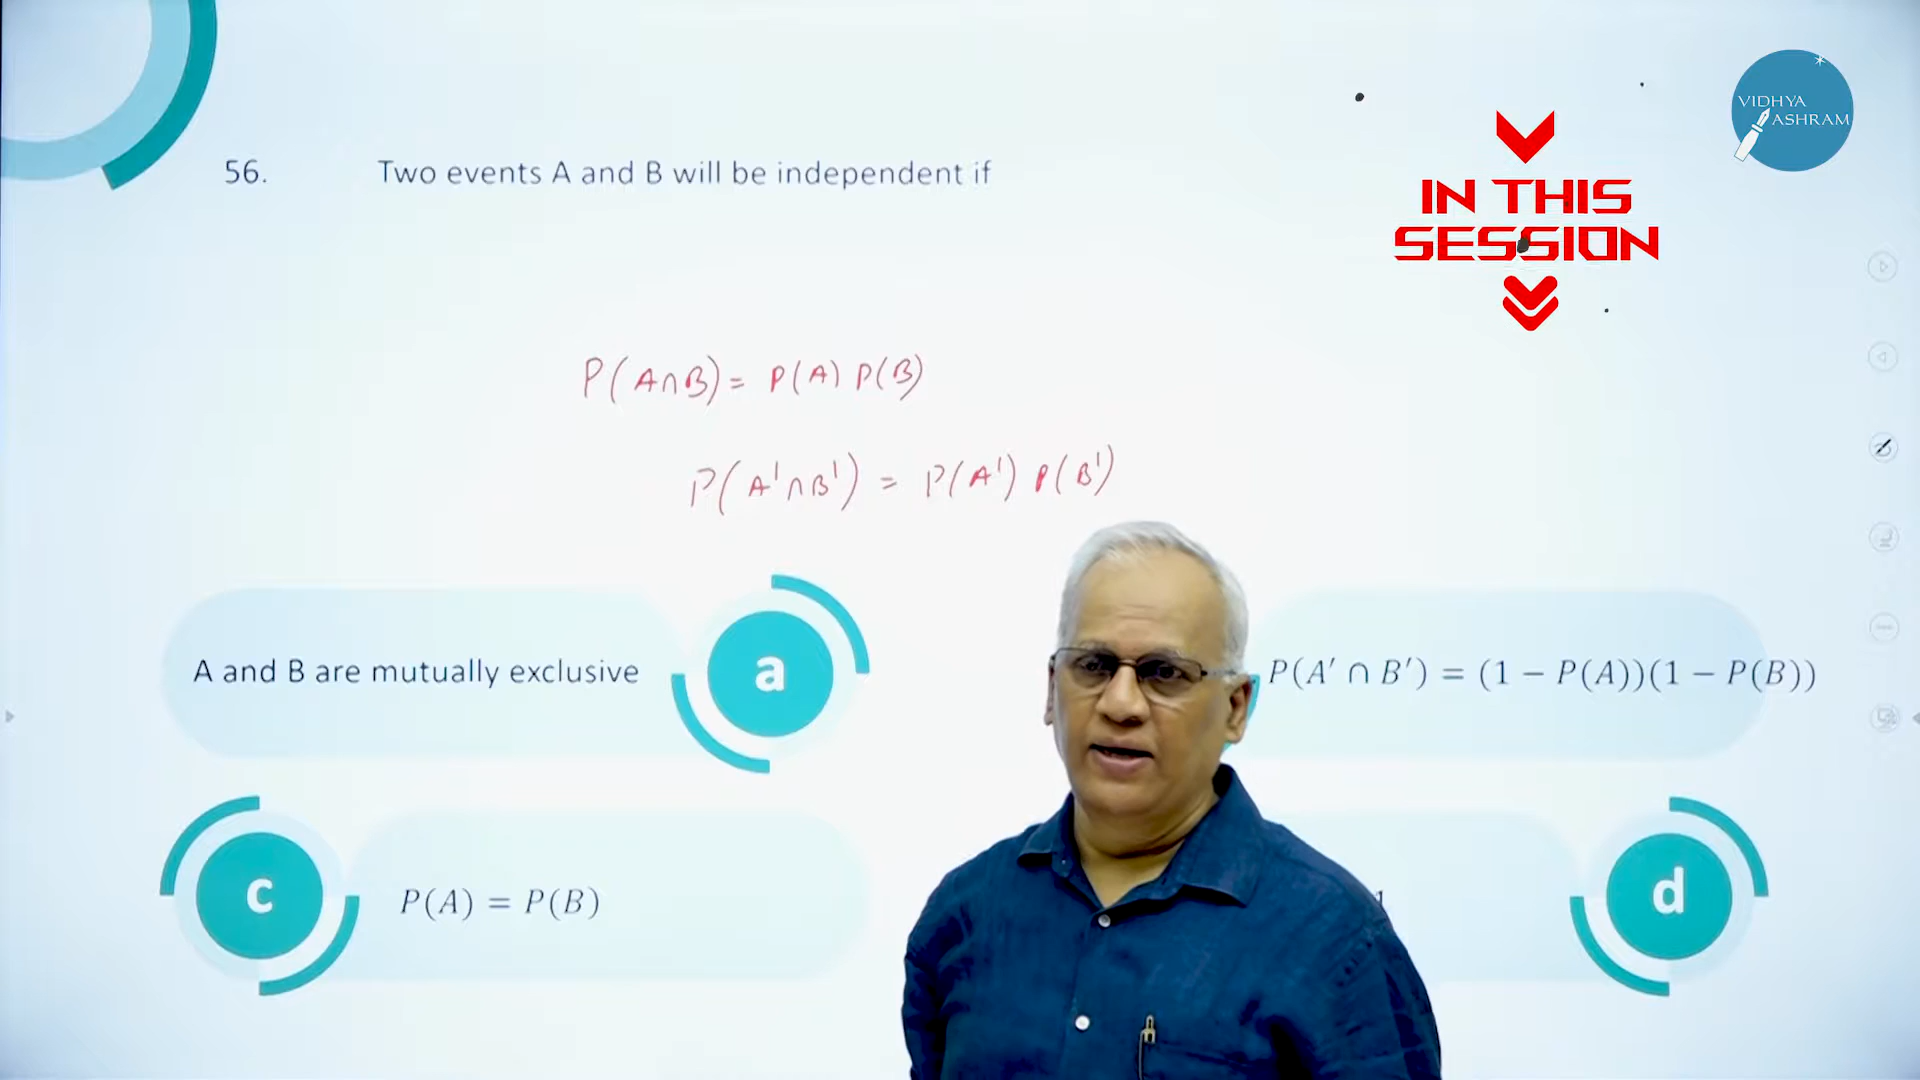 VIDHYA
ASHRAM
IN THIS
SESSION
56. Two events A and B will be independent if
P(A∩B) = P(A) P(B)
P(A'∩B') = P(A') P(B')
A and B are mutually exclusive
a
P(A′ ∩ B′) = (1 − P(A))(1 − P(B))
c
P(A) = P(B)
d